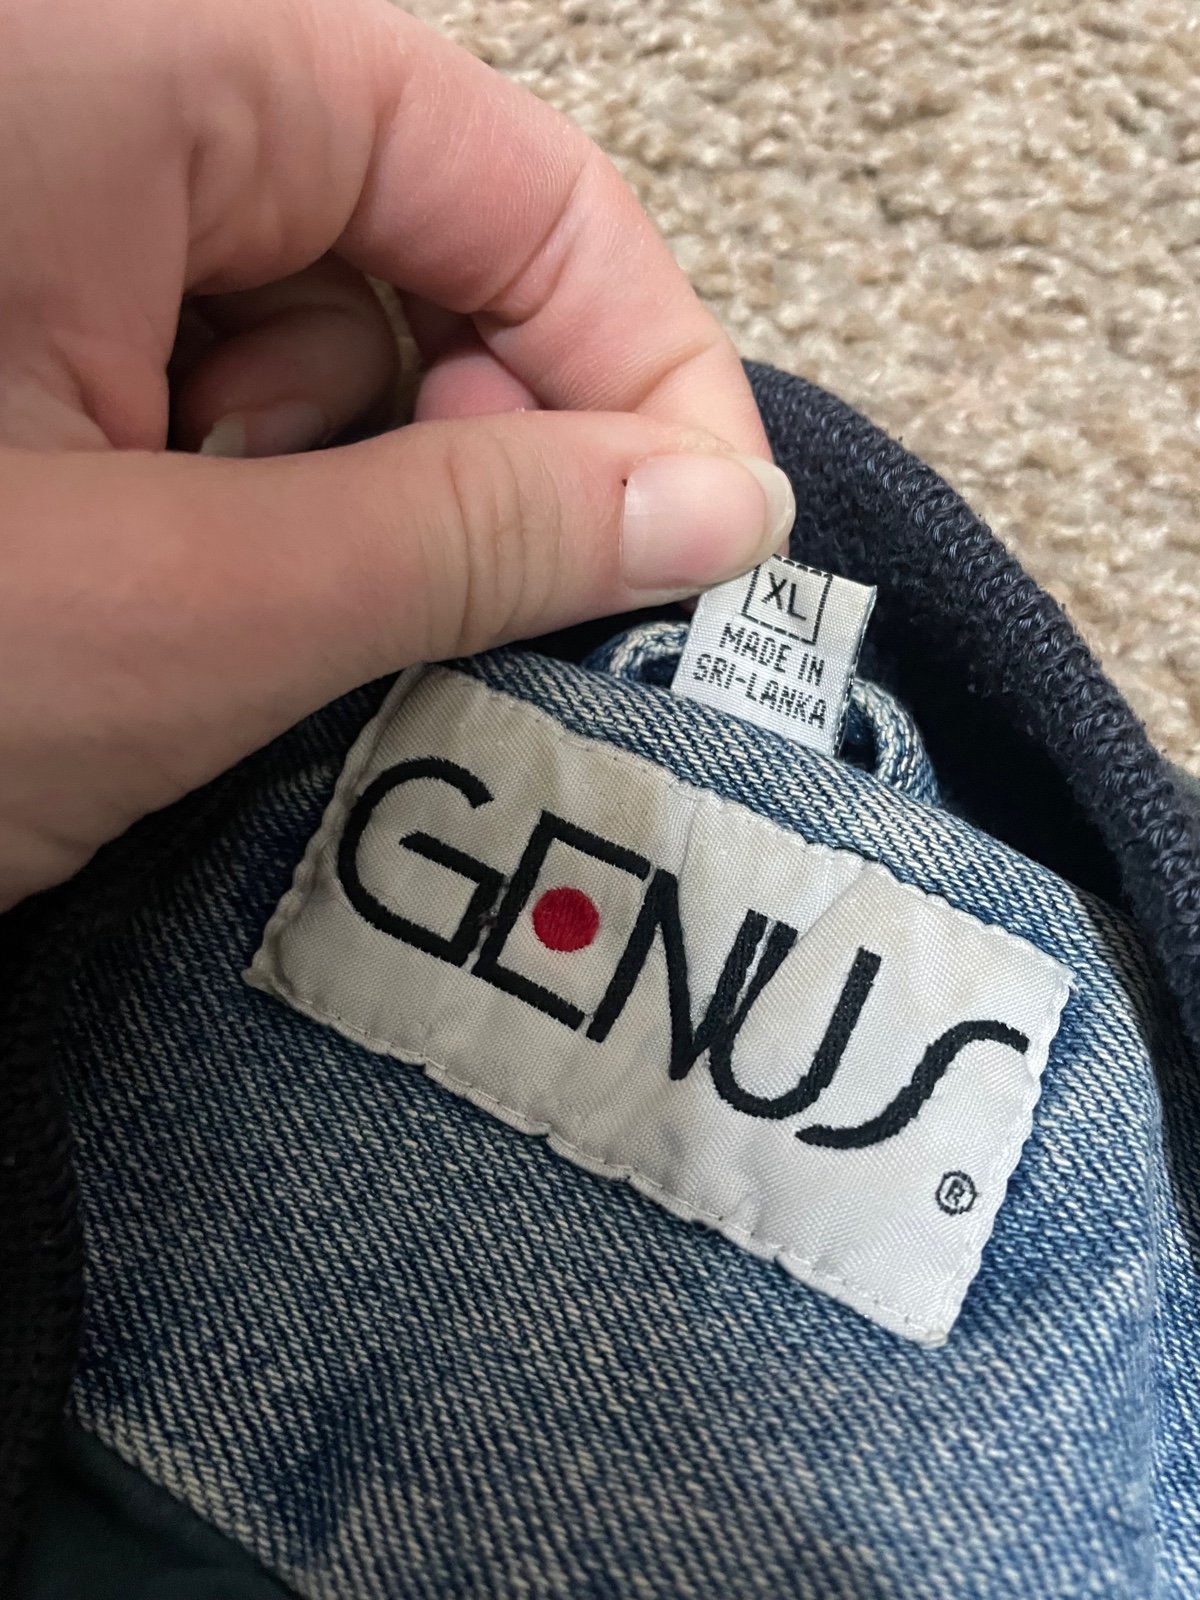 XL
MADE IN
SRI-LANKA
GENUS
®